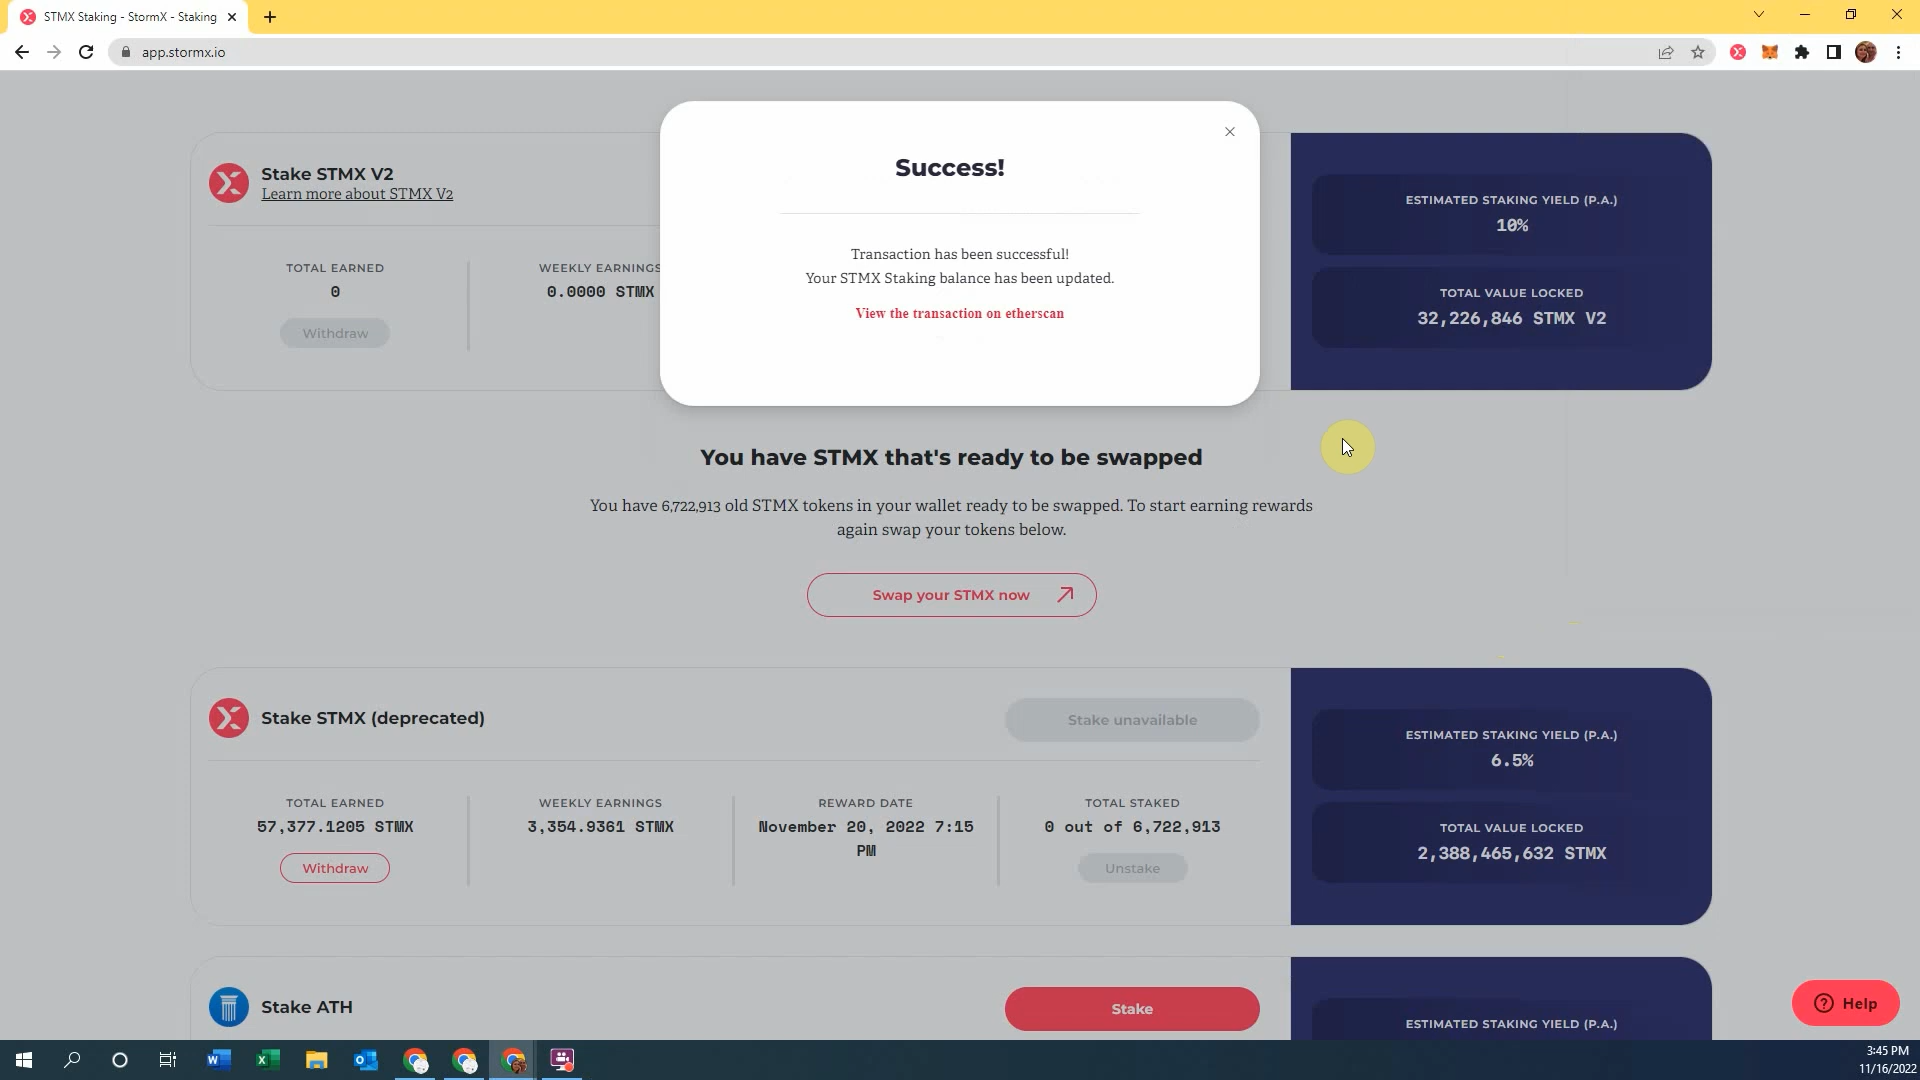 STMX Staking - StormX - Staking
app.stormx.io
Success!
Transaction has been successful!
Your STMX Staking balance has been updated.
View the transaction on etherscan
Stake STMX V2
Learn more about STMX V2
TOTAL EARNED
0
Withdraw
WEEKLY EARNINGS
0.0000 STMX
ESTIMATED STAKING YIELD (P.A.)
10%
TOTAL VALUE LOCKED
32,226,846 STMX V2
You have STMX that's ready to be swapped
You have 6,722,913 old STMX tokens in your wallet ready to be swapped. To start earning rewards
again swap your tokens below.
Swap your STMX now
Stake STMX (deprecated)
Stake unavailable
TOTAL EARNED
57,377.1205 STMX
Withdraw
WEEKLY EARNINGS
3,354.9361 STMX
REWARD DATE
November 20, 2022 7:15
PM
TOTAL STAKED
0 out of 6,722,913
Unstake
ESTIMATED STAKING YIELD (P.A.)
6.5%
TOTAL VALUE LOCKED
2,388,465,632 STMX
Stake ATH
Stake
ESTIMATED STAKING YIELD (P.A.)
Help
3:45 PM
11/16/2022